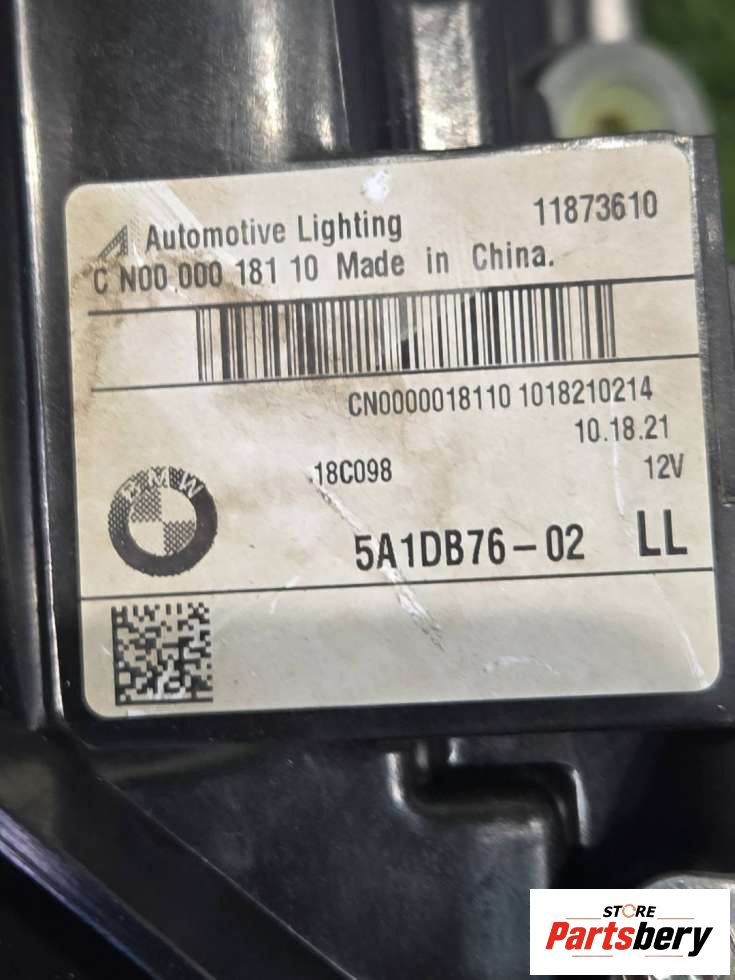 Automotive Lighting
11873610
C N00 000 181 10 Made in China.
CN0000018110 1018210214
10.18.21
18C098
12V
BMW
5A1DB76-02 LL
STORE
Partsbery